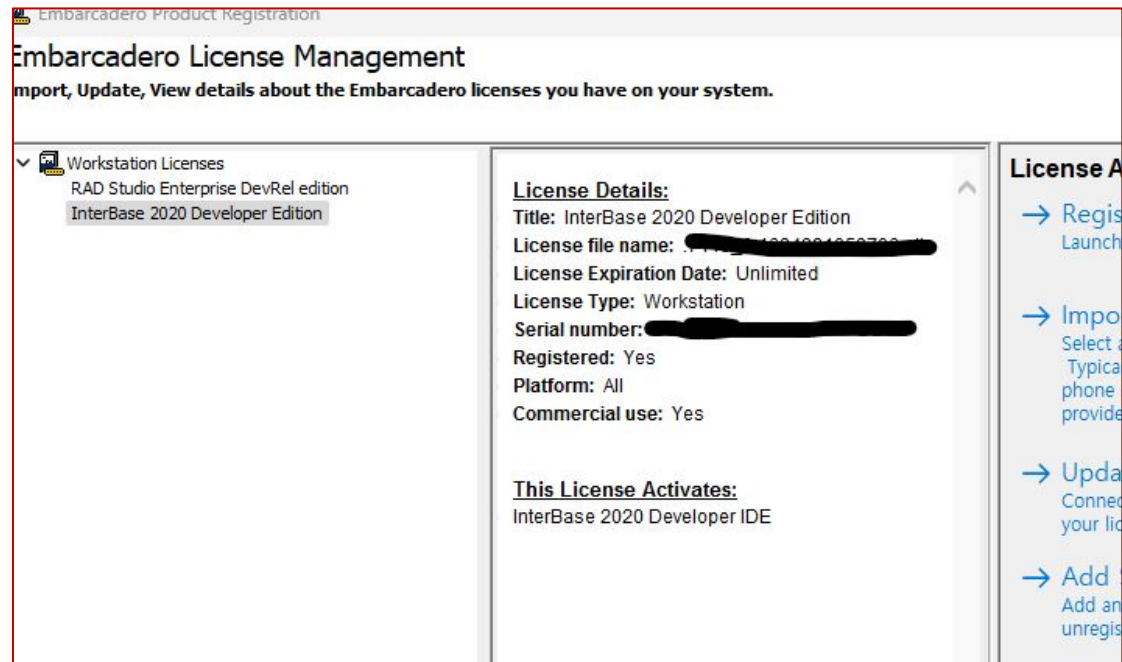 Embarcadero Product Registration
Embarcadero License Management
mport, Update, View details about the Embarcadero licenses you have on your system.
Workstation Licenses
RAD Studio Enterprise DevRel edition
InterBase 2020 Developer Edition
License Details:
Title: InterBase 2020 Developer Edition
License file name:
License Expiration Date: Unlimited
License Type: Workstation
Serial number:
Registered: Yes
Platform: All
Commercial use: Yes
This License Activates:
InterBase 2020 Developer IDE
License A
Regis
Launch
Impo
Select a
Typica
phone
provide
Upda
Connec
your lic
Add
Add an
unregis